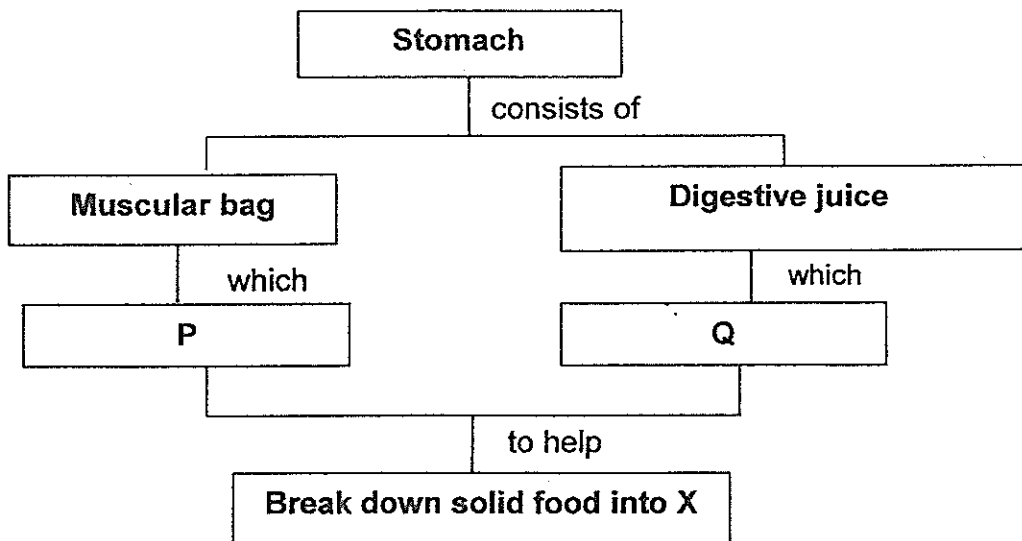 Stomach
consists of
Muscular bag
Digestive juice
which
which
P
Q
to help
Break down solid food into X